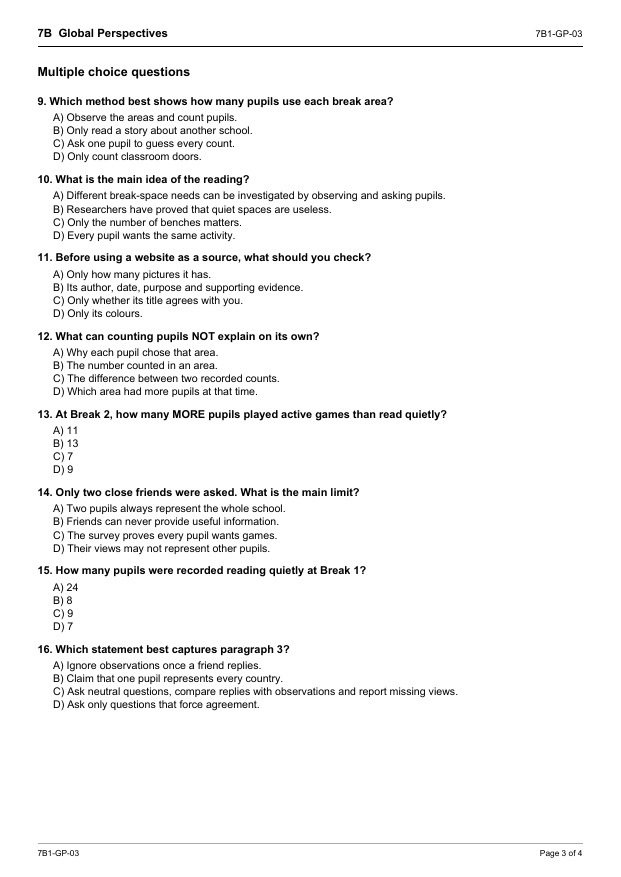 7B Global Perspectives
7B1-GP-03
Multiple choice questions
9. Which method best shows how many pupils use each break area?
A) Observe the areas and count pupils.
B) Only read a story about another school.
C) Ask one pupil to guess every count.
D) Only count classroom doors.
10. What is the main idea of the reading?
A) Different break-space needs can be investigated by observing and asking pupils.
B) Researchers have proved that quiet spaces are useless.
C) Only the number of benches matters.
D) Every pupil wants the same activity.
11. Before using a website as a source, what should you check?
A) Only how many pictures it has.
B) Its author, date, purpose and supporting evidence.
C) Only whether its title agrees with you.
D) Only its colours.
12. What can counting pupils NOT explain on its own?
A) Why each pupil chose that area.
B) The number counted in an area.
C) The difference between two recorded counts.
D) Which area had more pupils at that time.
13. At Break 2, how many MORE pupils played active games than read quietly?
A) 11
B) 13
C) 7
D) 9
14. Only two close friends were asked. What is the main limit?
A) Two pupils always represent the whole school.
B) Friends can never provide useful information.
C) The survey proves every pupil wants games.
D) Their views may not represent other pupils.
15. How many pupils were recorded reading quietly at Break 1?
A) 24
B) 8
C) 9
D) 7
16. Which statement best captures paragraph 3?
A) Ignore observations once a friend replies.
B) Claim that one pupil represents every country.
C) Ask neutral questions, compare replies with observations and report missing views.
D) Ask only questions that force agreement.
7B1-GP-03
Page 3 of 4